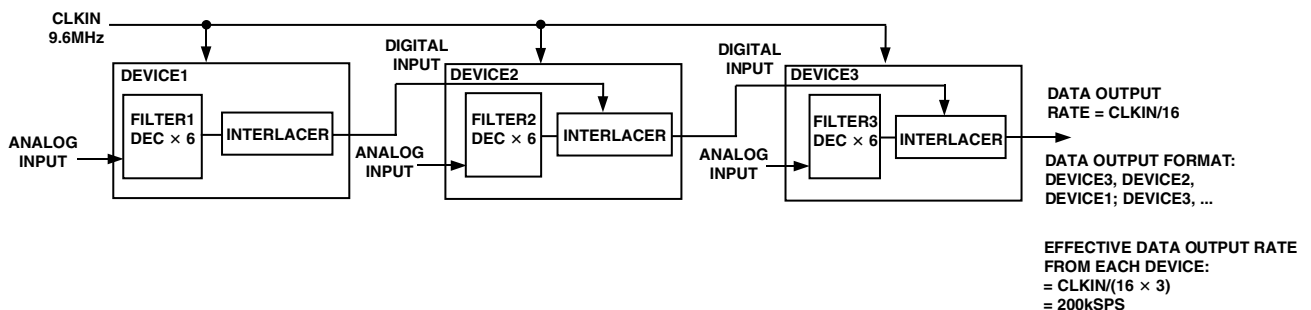 CLKIN
9.6MHz
DIGITAL
INPUT
DIGITAL
INPUT
DEVICE1
DEVICE2
DEVICE3
DATA OUTPUT
RATE = CLKIN/16
FILTER1
DEC × 6
INTERLACER
FILTER2
DEC × 6
INTERLACER
FILTER3
DEC × 6
INTERLACER
ANALOG
INPUT
ANALOG
INPUT
ANALOG
INPUT
DATA OUTPUT FORMAT:
DEVICE3, DEVICE2,
DEVICE1; DEVICE3, ...
EFFECTIVE DATA OUTPUT RATE
FROM EACH DEVICE:
= CLKIN/(16 × 3)
= 200kSPS